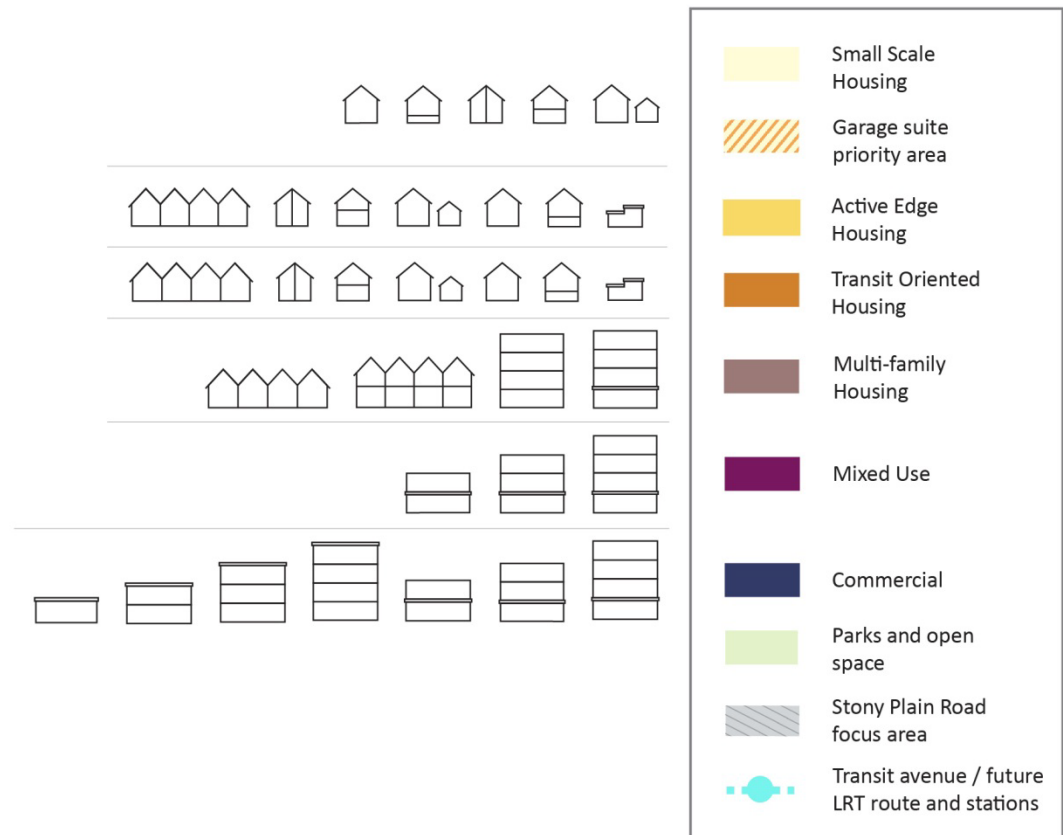 Small Scale
Housing
Garage suite
priority area
Active Edge
Housing
Transit Oriented
Housing
Multi-family
Housing
Mixed Use
Commercial
Parks and open
space
Stony Plain Road
focus area
Transit avenue / future
LRT route and stations